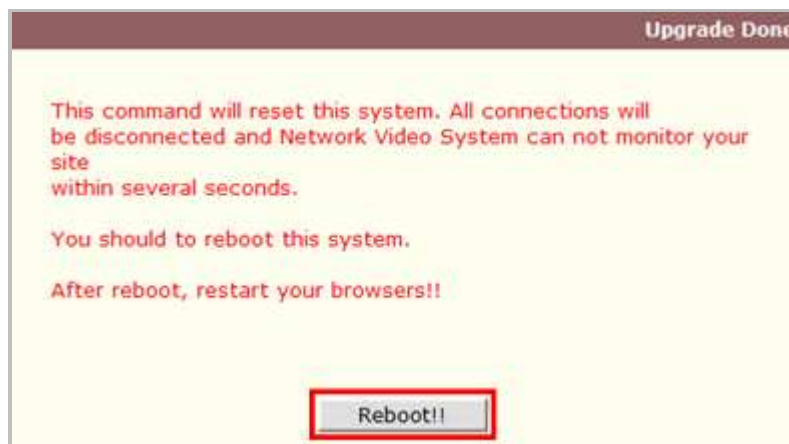 Upgrade Done
This command will reset this system. All connections will
be disconnected and Network Video System can not monitor your
site
within several seconds.
You should to reboot this system.
After reboot, restart your browsers!!
Reboot!!